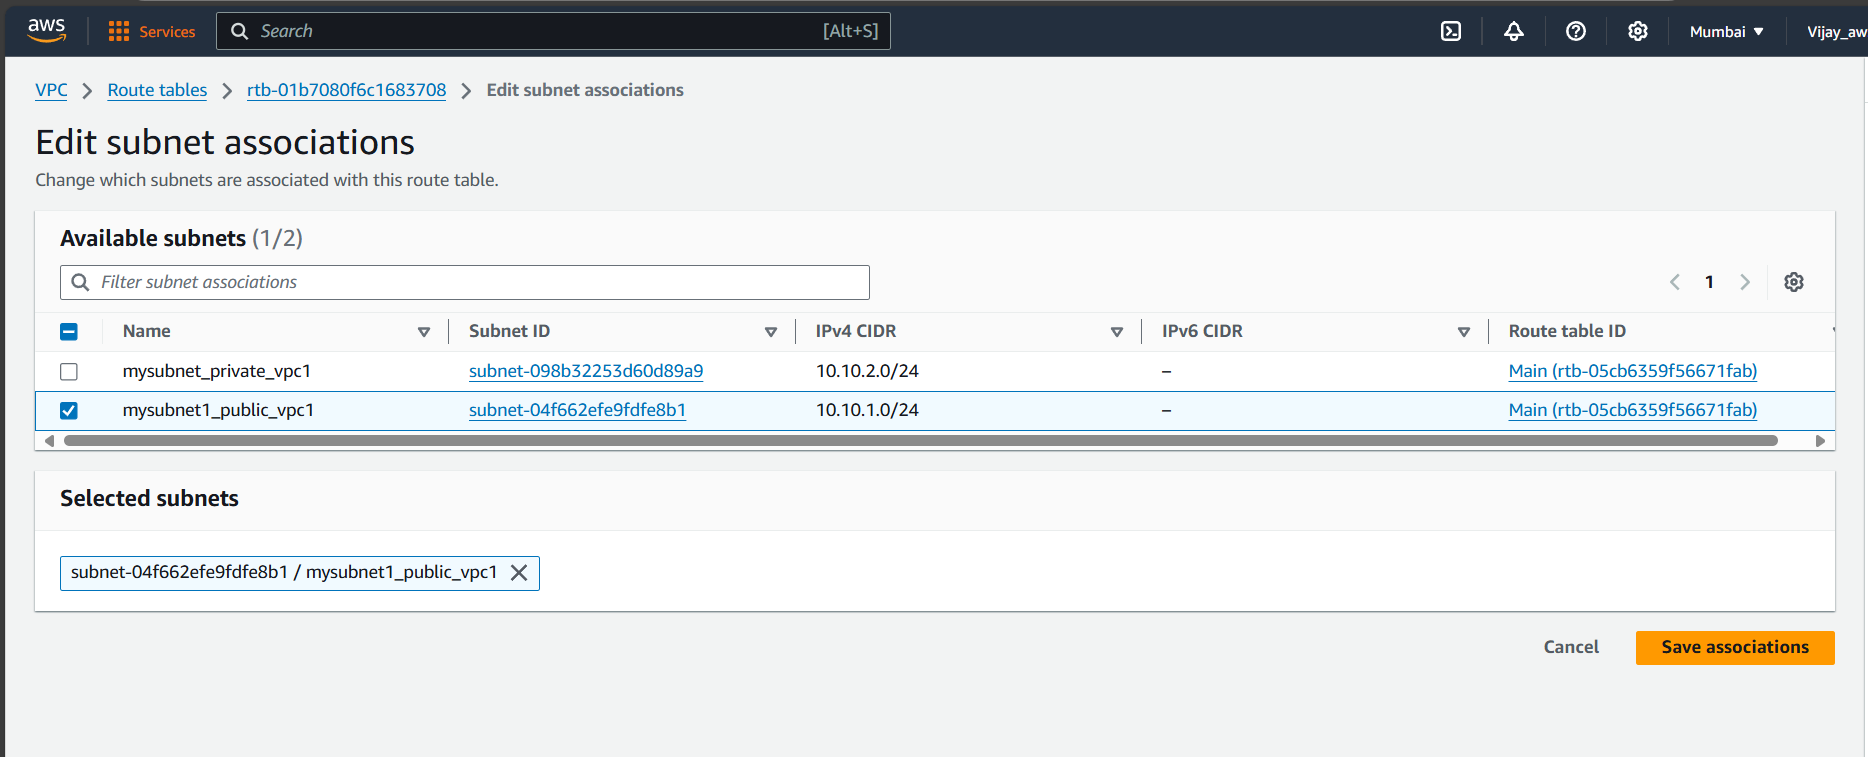 aws Services Search [Alt+S] Mumbai Vijay_aw
VPC Route tables rtb-01b7080f6c1683708 Edit subnet associations
Edit subnet associations
Change which subnets are associated with this route table.
Available subnets (1/2)
Filter subnet associations 1
Name Subnet ID IPv4 CIDR IPv6 CIDR Route table ID
mysubnet_private_vpc1 subnet-098b32253d60d89a9 10.10.2.0/24 – Main (rtb-05cb6359f56671fab)
mysubnet1_public_vpc1 subnet-04f662efe9fdfe8b1 10.10.1.0/24 – Main (rtb-05cb6359f56671fab)
Selected subnets
subnet-04f662efe9fdfe8b1 / mysubnet1_public_vpc1
Cancel Save associations